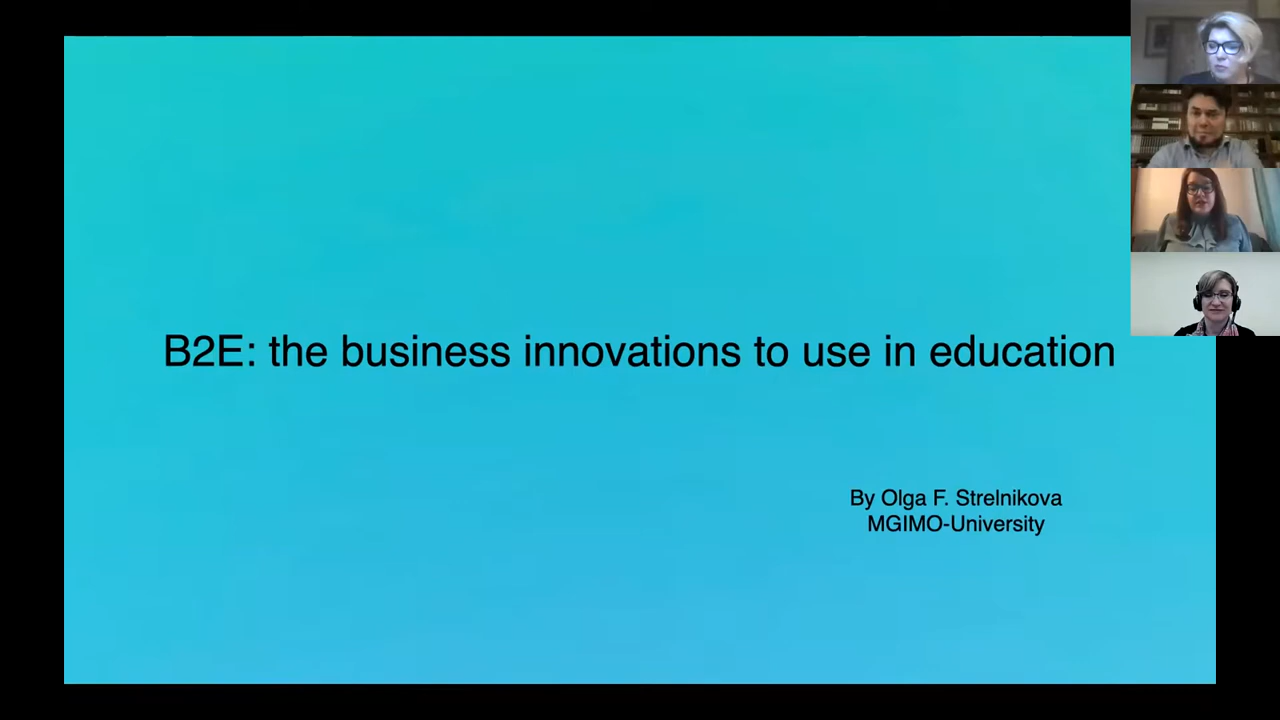 B2E: the business innovations to use in education
By Olga F. Strelnikova
MGIMO-University